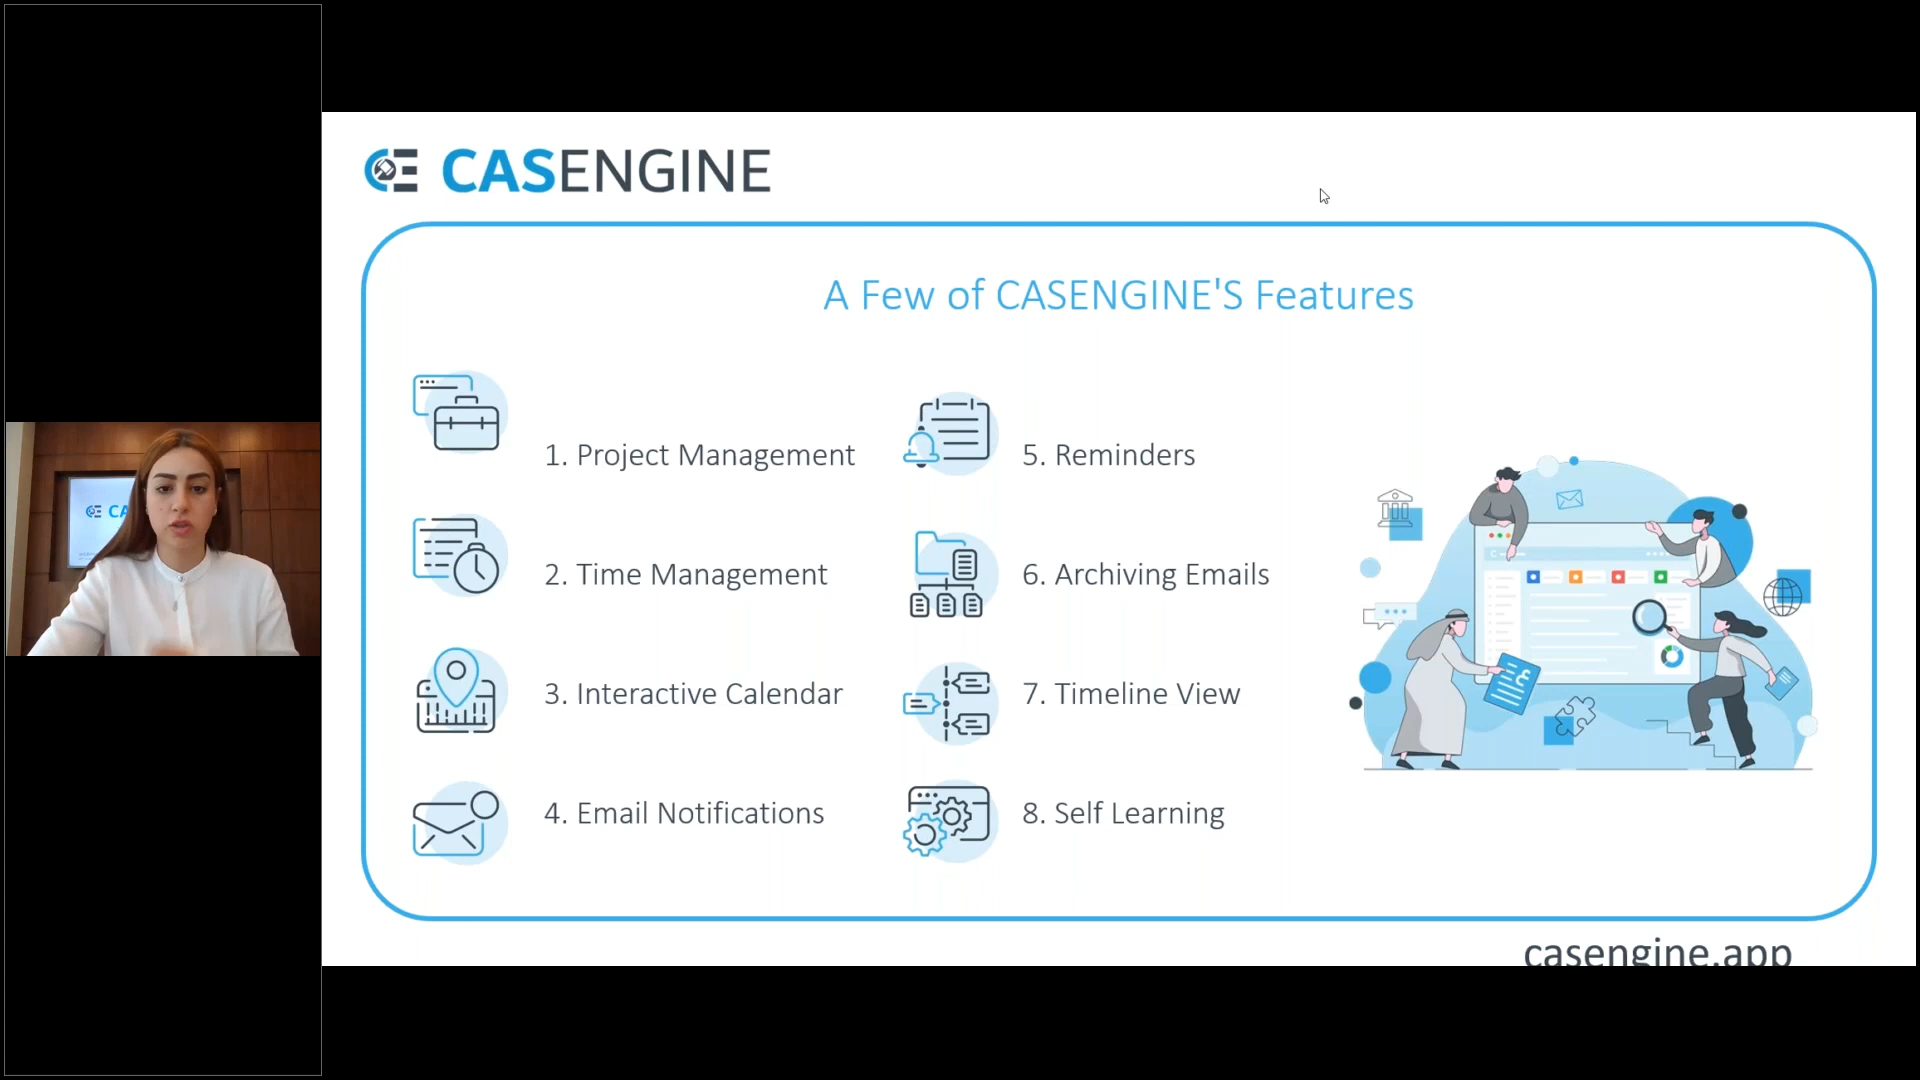 CASENGINE
A Few of CASENGINE'S Features
1. Project Management
2. Time Management
3. Interactive Calendar
4. Email Notifications
5. Reminders
6. Archiving Emails
7. Timeline View
8. Self Learning
casengine.app
CA